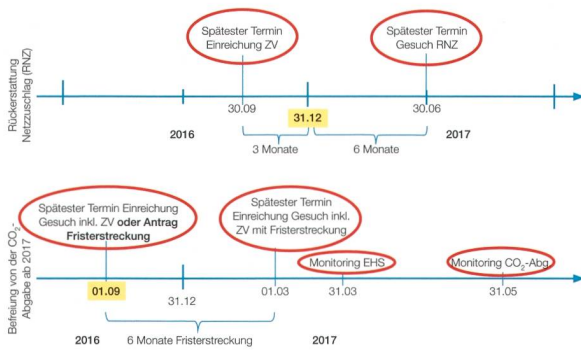 Rückerstattung
Netzzuschlag (RNZ)
Spätester Termin
Einreichung ZV
Spätester Termin
Gesuch RNZ
30.09
31.12
30.06
2016
2017
3 Monate
6 Monate
Befreiung von der CO2-
Abgabe ab 2017
Spätester Termin Einreichung
Gesuch inkl. ZV oder Antrag
Fristerstreckung
Spätester Termin
Einreichung Gesuch inkl.
ZV mit Fristerstreckung
Monitoring EHS
Monitoring CO2-Abg.
01.09
31.12
01.03
31.03
31.05
2016
6 Monate Fristerstreckung
2017